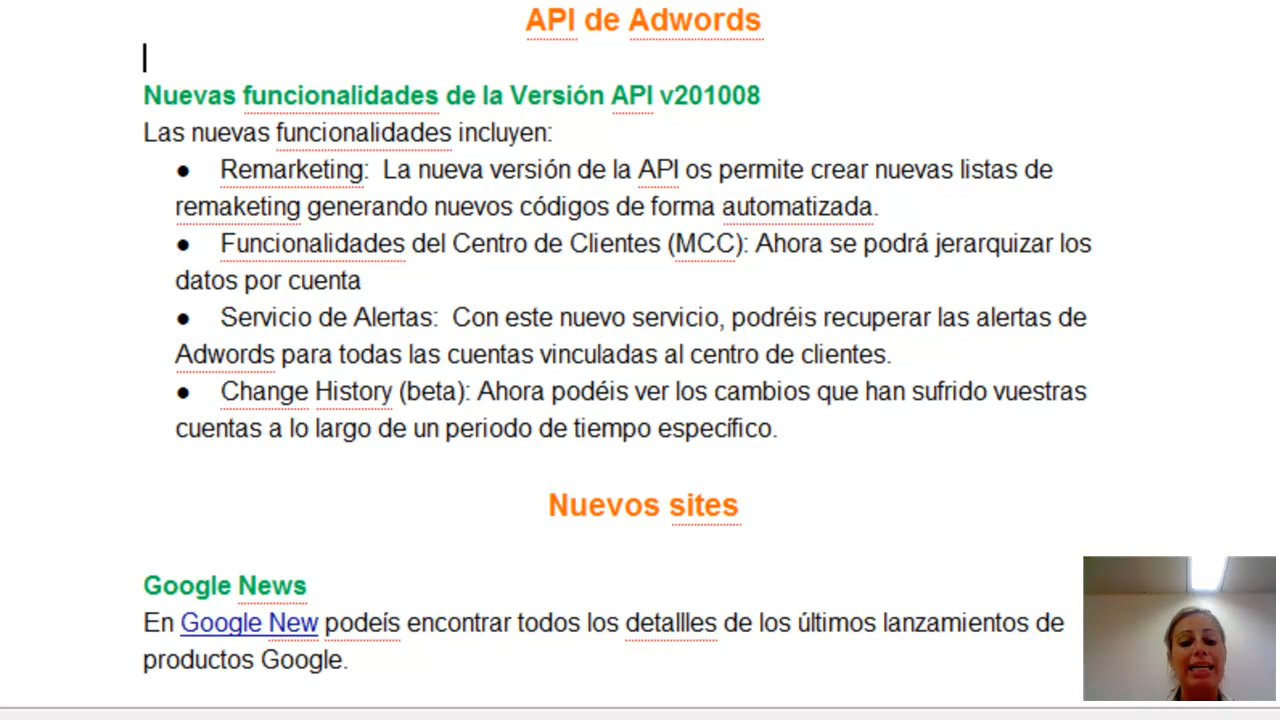 API de Adwords
Nuevas funcionalidades de la Versión API v201008
Las nuevas funcionalidades incluyen:
● Remarketing: La nueva versión de la API os permite crear nuevas listas de
remaketing generando nuevos códigos de forma automatizada.
● Funcionalidades del Centro de Clientes (MCC): Ahora se podrá jerarquizar los
datos por cuenta
● Servicio de Alertas: Con este nuevo servicio, podréis recuperar las alertas de
Adwords para todas las cuentas vinculadas al centro de clientes.
● Change History (beta): Ahora podéis ver los cambios que han sufrido vuestras
cuentas a lo largo de un periodo de tiempo específico.
Nuevos sites
Google News
En Google New podeís encontrar todos los detallles de los últimos lanzamientos de
productos Google.